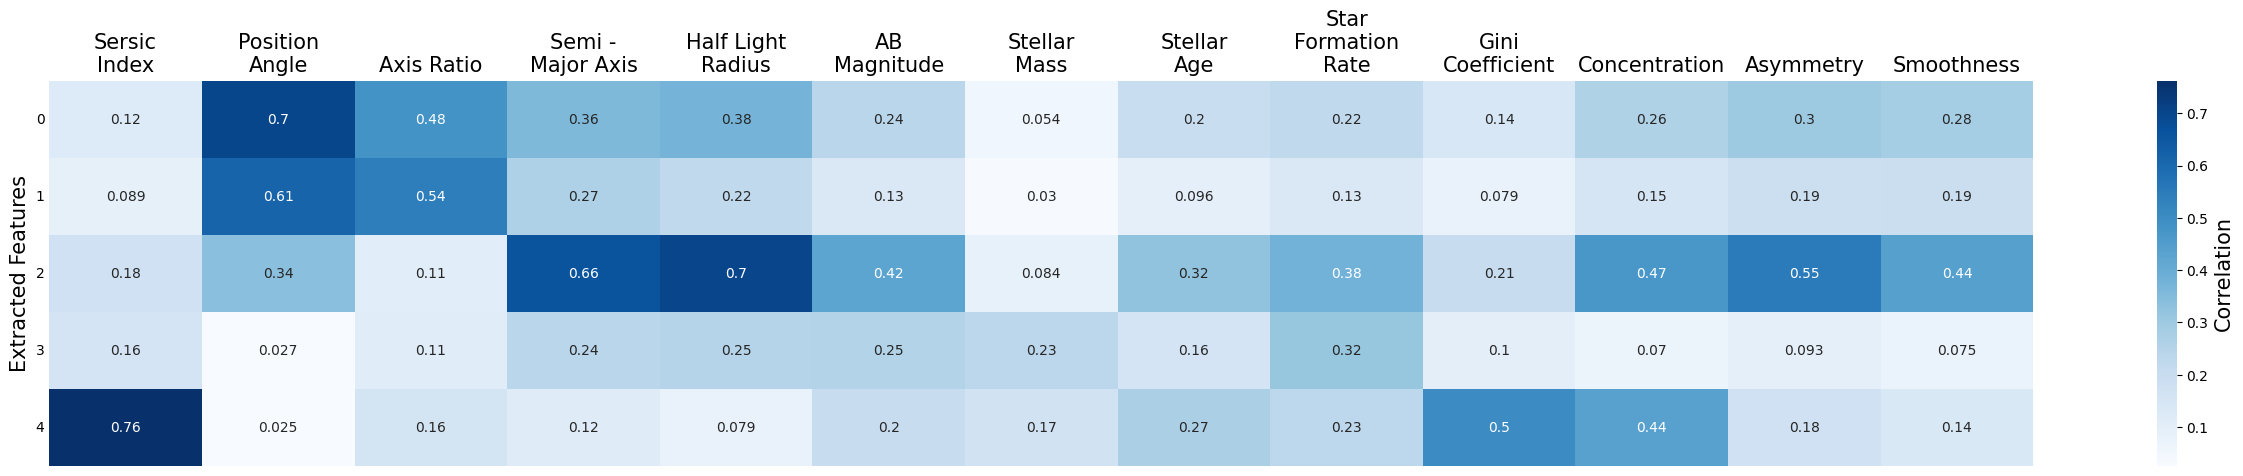 Sersic Index
Position Angle
Axis Ratio
Semi - Major Axis
Half Light Radius
AB Magnitude
Stellar Mass
Stellar Age
Star Formation Rate
Gini Coefficient
Concentration
Asymmetry
Smoothness
Extracted Features
0 0.12 0.7 0.48 0.36 0.38 0.24 0.054 0.2 0.22 0.14 0.26 0.3 0.28
1 0.089 0.61 0.54 0.27 0.22 0.13 0.03 0.096 0.13 0.079 0.15 0.19 0.19
2 0.18 0.34 0.11 0.66 0.7 0.42 0.084 0.32 0.38 0.21 0.47 0.55 0.44
3 0.16 0.027 0.11 0.24 0.25 0.25 0.23 0.16 0.32 0.1 0.07 0.093 0.075
4 0.76 0.025 0.16 0.12 0.079 0.2 0.17 0.27 0.23 0.5 0.44 0.18 0.14
0.7
0.6
0.5
0.4
0.3
0.2
0.1
Correlation